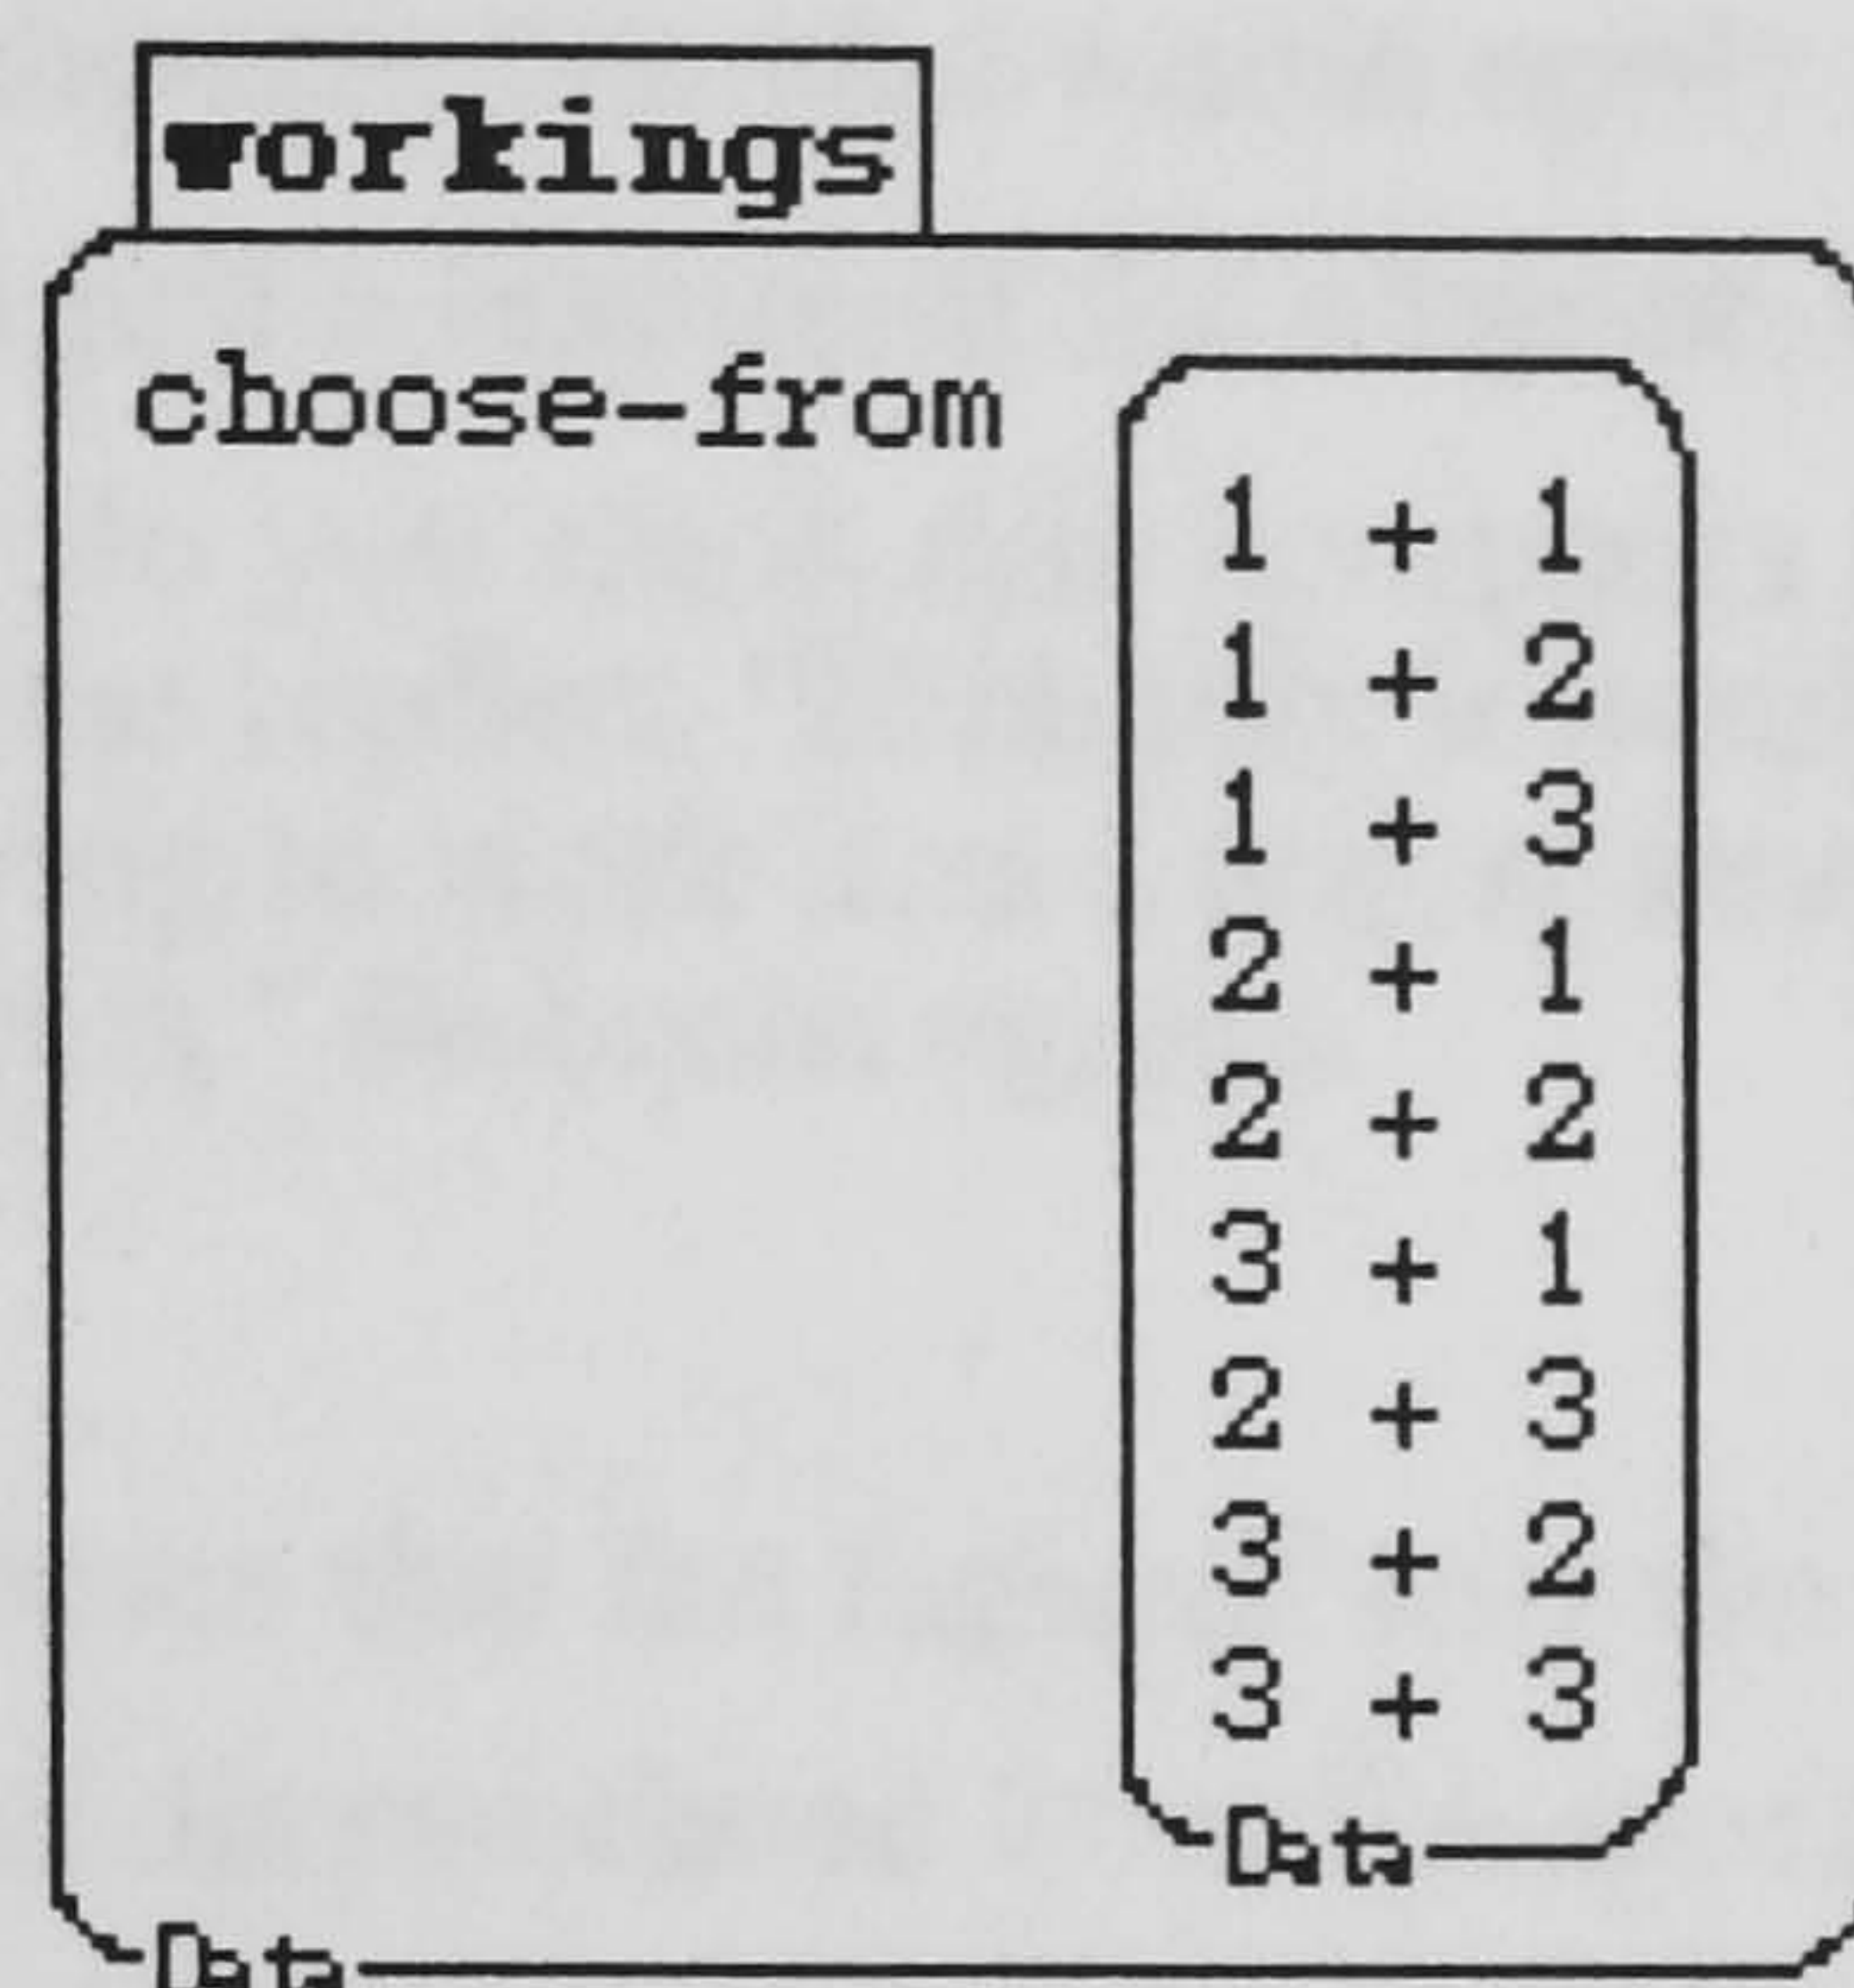 workings
choose-from
1 + 1
1 + 2
1 + 3
2 + 1
2 + 2
3 + 1
2 + 3
3 + 2
3 + 3
Data
Data